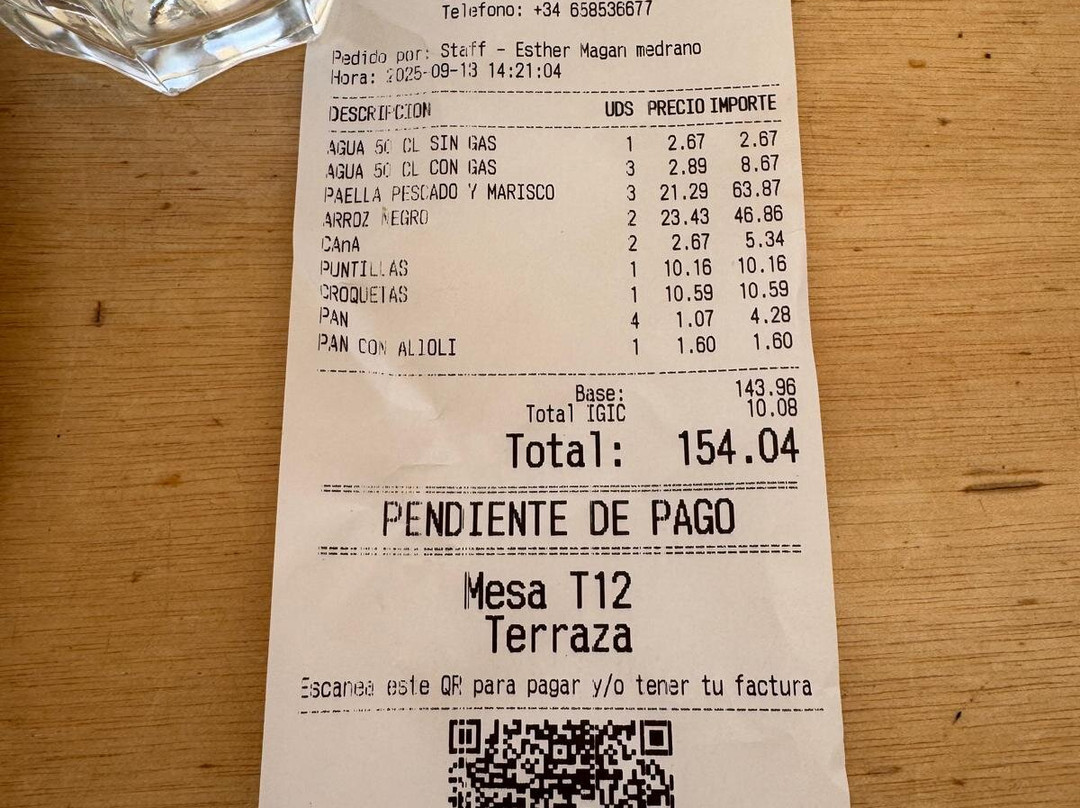 Telefono: +34 658536677
Pedido por: Staff - Esther Magan medrano
Hora: 2025-09-13 14:21:04
DESCRIPCION UDS PRECIO IMPORTE
AGUA 50 CL SIN GAS 1 2.67 2.67
AGUA 50 CL CON GAS 3 2.89 8.67
PAELLA PESCADO Y MARISCO 3 21.29 63.87
ARROZ NEGRO 2 23.43 46.86
CAnA 2 2.67 5.34
PUNTILLAS 1 10.16 10.16
CROQUETAS 1 10.59 10.59
PAN 4 1.07 4.28
PAN CON ALIOLI 1 1.60 1.60
Base: 143.96
Total IGIC 10.08
Total: 154.04
PENDIENTE DE PAGO
Mesa T12
Terraza
Escanea este QR para pagar y/o tener tu factura